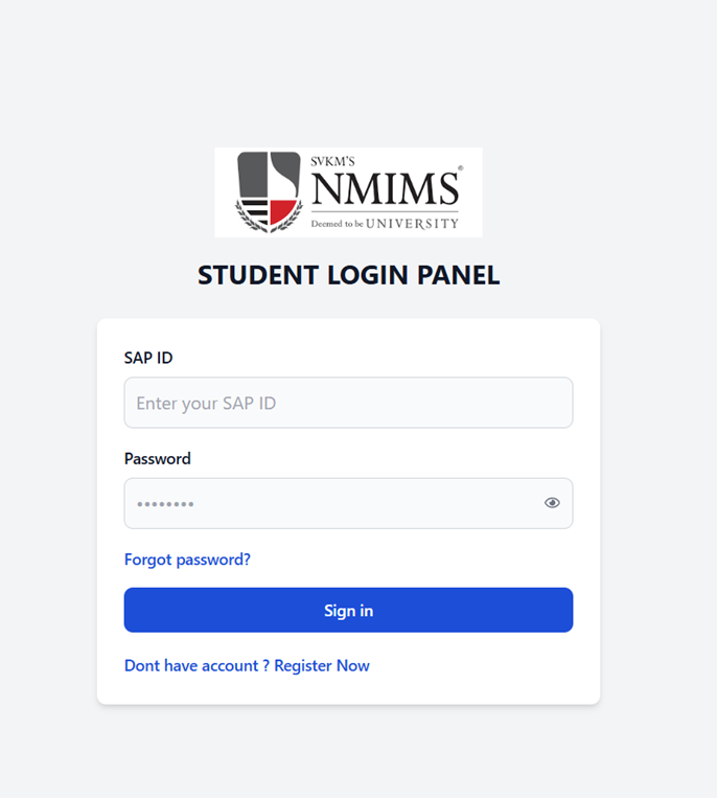 SVKM'S
NMIMS®
Deemed to be UNIVERSITY
STUDENT LOGIN PANEL
SAP ID
Enter your SAP ID
Password
••••••••
Forgot password?
Sign in
Dont have account ? Register Now